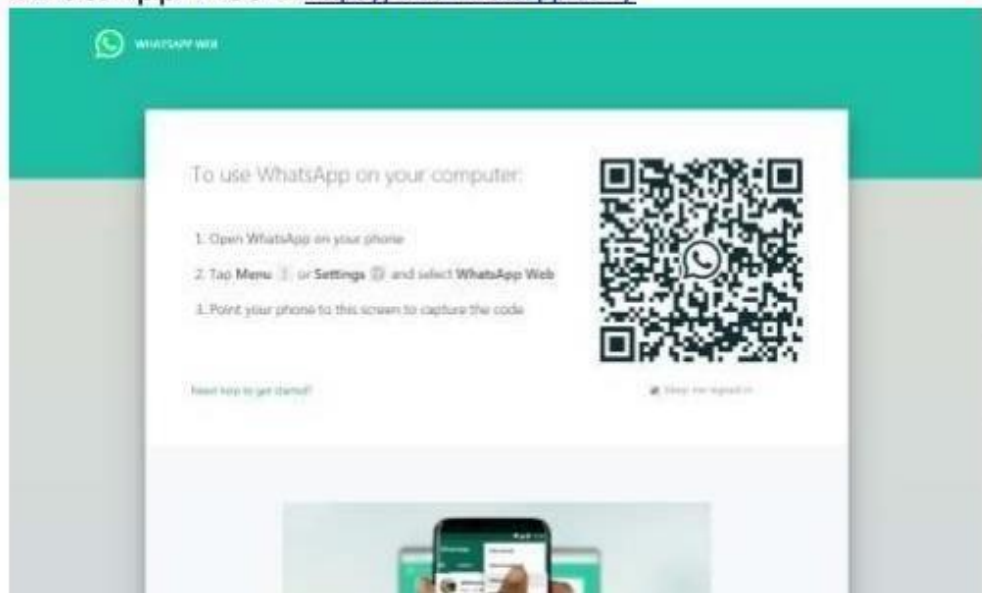 WHATSAPP WEB
To use WhatsApp on your computer:
1. Open WhatsApp on your phone
2. Tap Menu or Settings and select WhatsApp Web
3. Point your phone to this screen to capture the code
Need help to get started?
Keep me signed in